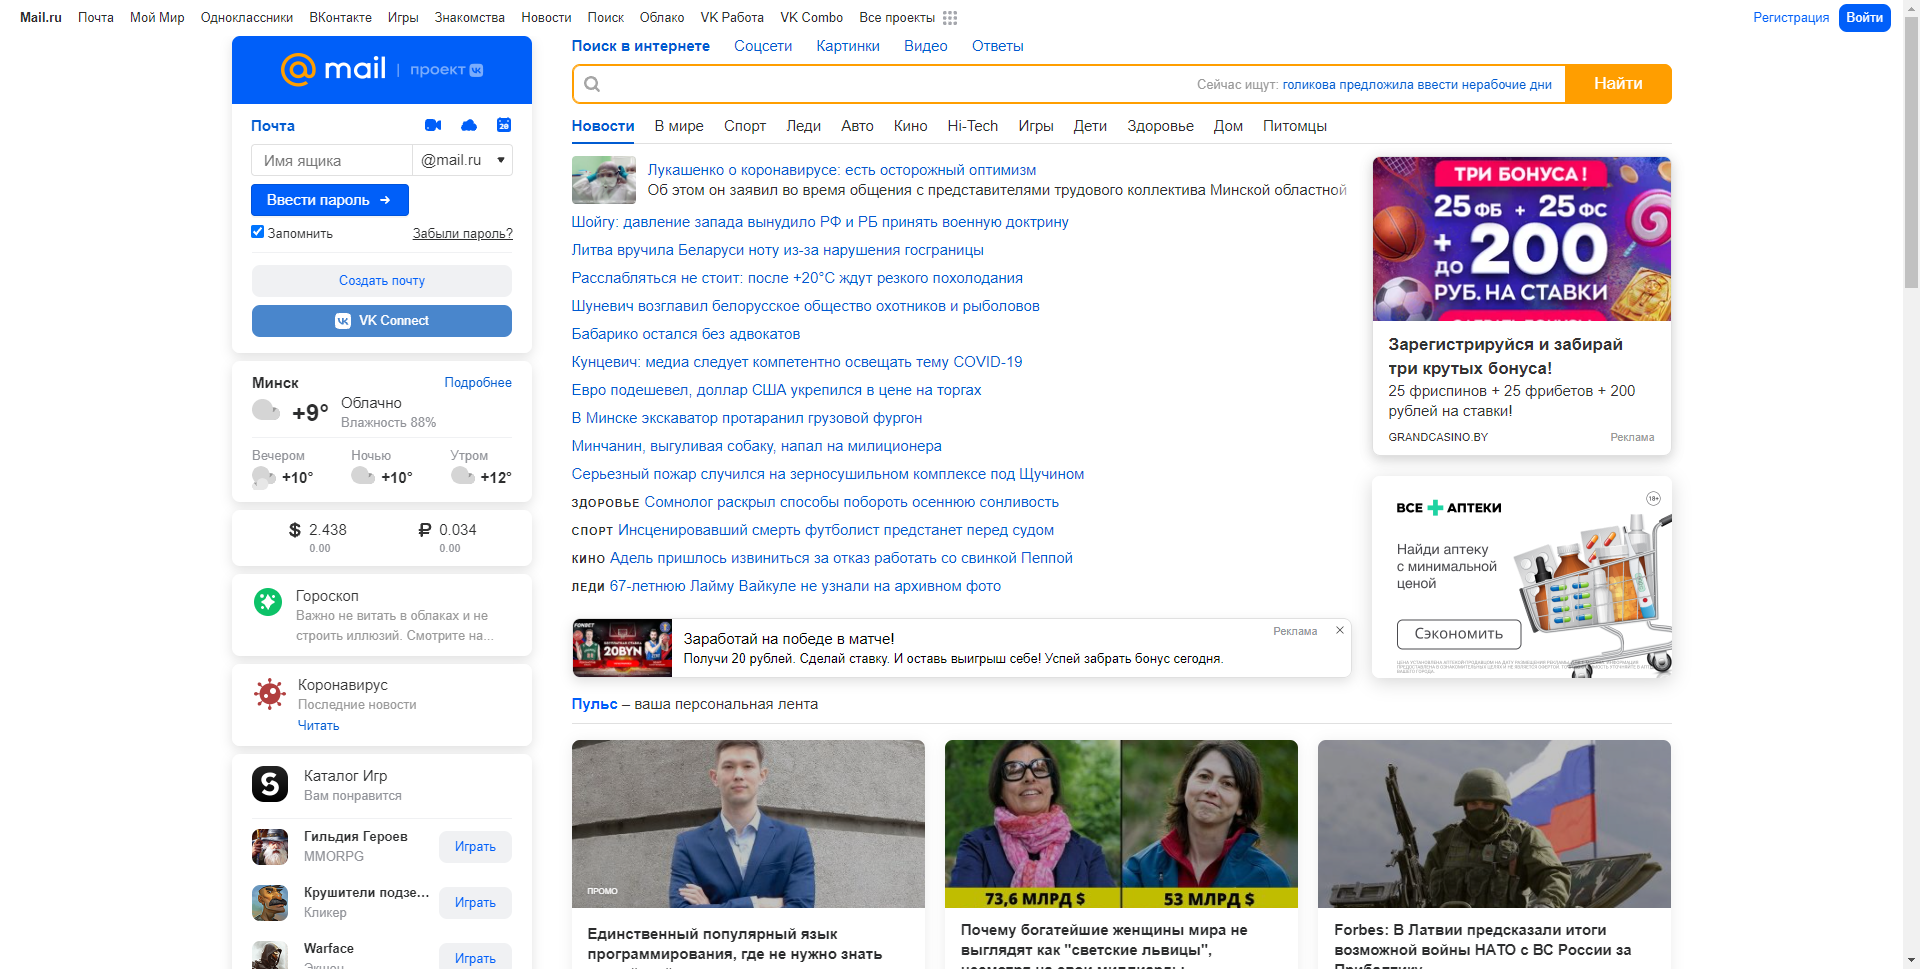 Mail.ru Почта Мой Мир Одноклассники ВКонтакте Игры Знакомства Новости Поиск Облако VK Работа VK Combo Все проекты Регистрация Войти
@mail | проект
Почта
Имя ящика @mail.ru
Ввести пароль
Запомнить Забыли пароль?
Создать почту
VK Connect
Минск Подробнее
+9° Облачно
Влажность 88%
Вечером Ночью Утром
+10° +10° +12°
$ 2.438 ₽ 0.034
0.00 0.00
Гороскоп
Важно не витать в облаках и не
строить иллюзий. Смотрите на...
Коронавирус
Последние новости
Читать
Каталог Игр
Вам понравится
Гильдия Героев
MMORPG
Играть
Крушители подзе...
Кликер
Играть
Warface
Экшен
Играть
Поиск в интернете Соцсети Картинки Видео Ответы
Сейчас ищут: голикова предложила ввести нерабочие дни Найти
Новости В мире Спорт Леди Авто Кино Hi-Tech Игры Дети Здоровье Дом Питомцы
Лукашенко о коронавирусе: есть осторожный оптимизм
Об этом он заявил во время общения с представителями трудового коллектива Минской областной
Шойгу: давление запада вынудило РФ и РБ принять военную доктрину
Литва вручила Беларуси ноту из-за нарушения госграницы
Расслабляться не стоит: после +20°C ждут резкого похолодания
Шуневич возглавил белорусское общество охотников и рыболовов
Бабарико остался без адвокатов
Кунцевич: медиа следует компетентно освещать тему COVID-19
Евро подешевел, доллар США укрепился в цене на торгах
В Минске экскаватор протаранил грузовой фургон
Минчанин, выгуливая собаку, напал на милиционера
Серьезный пожар случился на зерносушильном комплексе под Щучином
ЗДОРОВЬЕ Сомнолог раскрыл способы побороть осеннюю сонливость
СПОРТ Инсценировавший смерть футболист предстанет перед судом
КИНО Адель пришлось извиниться за отказ работать со свинкой Пеппой
ЛЕДИ 67-летнюю Лайму Вайкуле не узнали на архивном фото
FONBET
20BYN
Заработай на победе в матче!
Получи 20 рублей. Сделай ставку. И оставь выигрыш себе! Успей забрать бонус сегодня.
Реклама
ТРИ БОНУСА!
25 ФБ + 25 ФС
+ ДО 200
РУБ. НА СТАВКИ
Зарегистрируйся и забирай
три крутых бонуса!
25 фриспинов + 25 фрибетов + 200
рублей на ставки!
GRANDCASINO.BY Реклама
ВСЕ АПТЕКИ
18+
Найди аптеку
с минимальной
ценой
Сэкономить
Пульс – ваша персональная лента
ПРОМО
Единственный популярный язык
программирования, где не нужно знать
73,6 МЛРД $ 53 МЛРД $
Почему богатейшие женщины мира не
выглядят как "светские львицы",
несмотря на свои миллиарды
Forbes: В Латвии предсказали итоги
возможной войны НАТО с ВС России за
Прибалтику